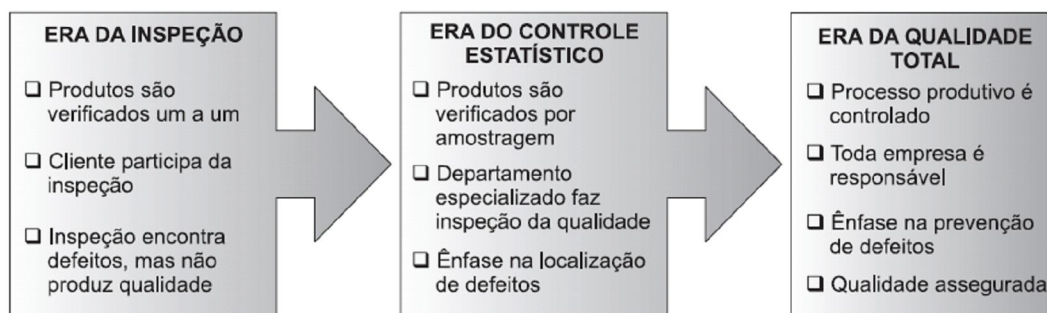 ERA DA INSPEÇÃO
❑ Produtos são
verificados um a um
❑ Cliente participa da
inspeção
❑ Inspeção encontra
defeitos, mas não
produz qualidade
ERA DO CONTROLE
ESTATÍSTICO
❑ Produtos são
verificados por
amostragem
❑ Departamento
especializado faz
inspeção da qualidade
❑ Ênfase na localização
de defeitos
ERA DA QUALIDADE
TOTAL
❑ Processo produtivo é
controlado
❑ Toda empresa é
responsável
❑ Ênfase na prevenção
de defeitos
❑ Qualidade assegurada